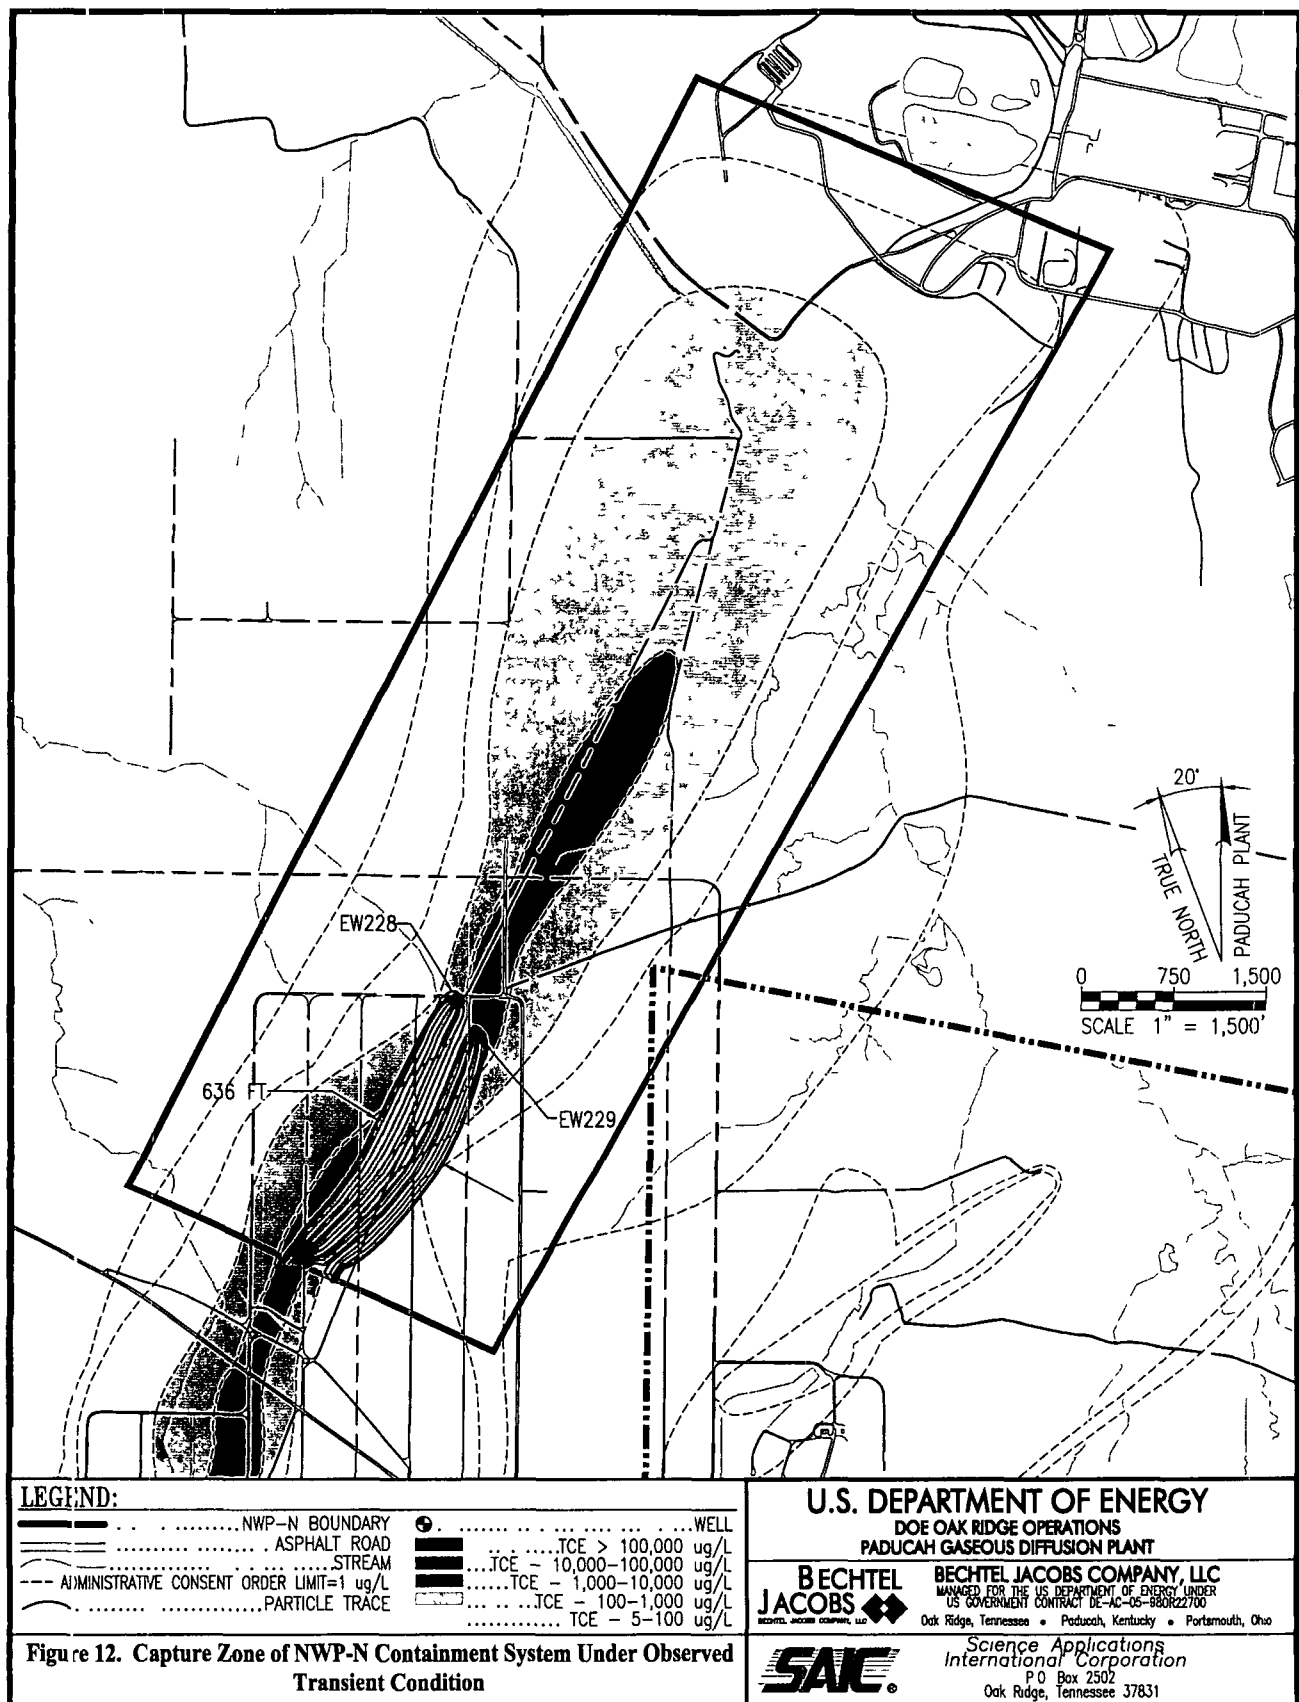 20'
TRUE NORTH
PADUCAH PLANT
0 750 1,500
SCALE 1" = 1,500'
EW228
636 FT
EW229
LEGEND:
NWP-N BOUNDARY
ASPHALT ROAD
STREAM
ADMINISTRATIVE CONSENT ORDER LIMIT=1 ug/L
PARTICLE TRACE
WELL
TCE > 100,000 ug/L
TCE - 10,000-100,000 ug/L
TCE - 1,000-10,000 ug/L
TCE - 100-1,000 ug/L
TCE - 5-100 ug/L
Figure 12. Capture Zone of NWP-N Containment System Under Observed
Transient Condition
U.S. DEPARTMENT OF ENERGY
DOE OAK RIDGE OPERATIONS
PADUCAH GASEOUS DIFFUSION PLANT
BECHTEL
JACOBS
BECHTEL JACOBS COMPANY, LLC
BECHTEL JACOBS COMPANY, LLC
MANAGED FOR THE US DEPARTMENT OF ENERGY UNDER
US GOVERNMENT CONTRACT DE-AC-05-98OR22700
Oak Ridge, Tennessee • Paducah, Kentucky • Portsmouth, Ohio
SAIC®
Science Applications
International Corporation
P O Box 2502
Oak Ridge, Tennessee 37831